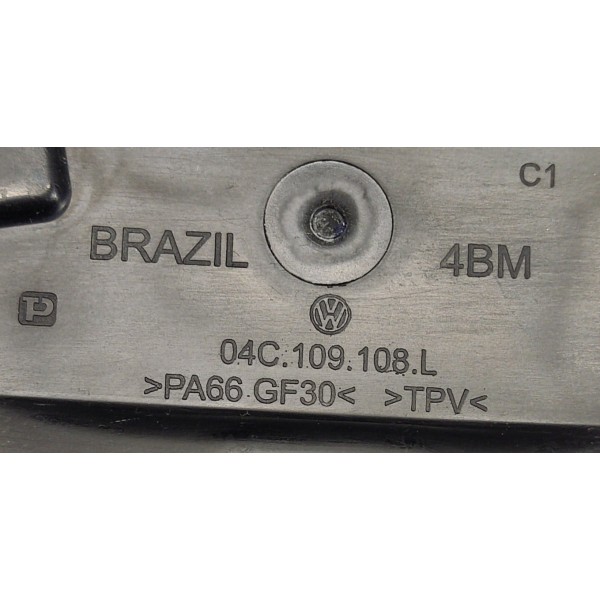 C1
BRAZIL 4BM
04C.109.108.L
>PA66 GF30< >TPV<